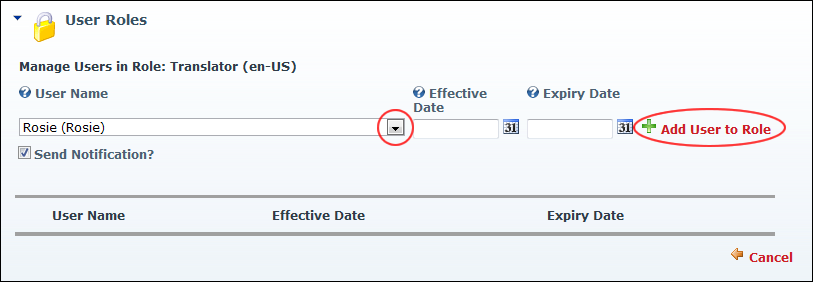 User Roles
Manage Users in Role: Translator (en-US)
User Name Effective Date Expiry Date
Rosie (Rosie) 31 31 Add User to Role
Send Notification?
User Name Effective Date Expiry Date
Cancel